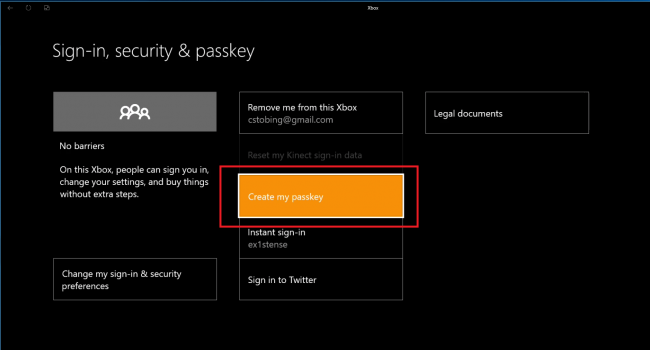 Xbox
Sign-in, security & passkey
No barriers
On this Xbox, people can sign you in,
change your settings, and buy things
without extra steps.
Change my sign-in & security
preferences
Remove me from this Xbox
cstobing@gmail.com
Reset my Kinect sign-in data
Create my passkey
Instant sign-in
ex1stense
Sign in to Twitter
Legal documents